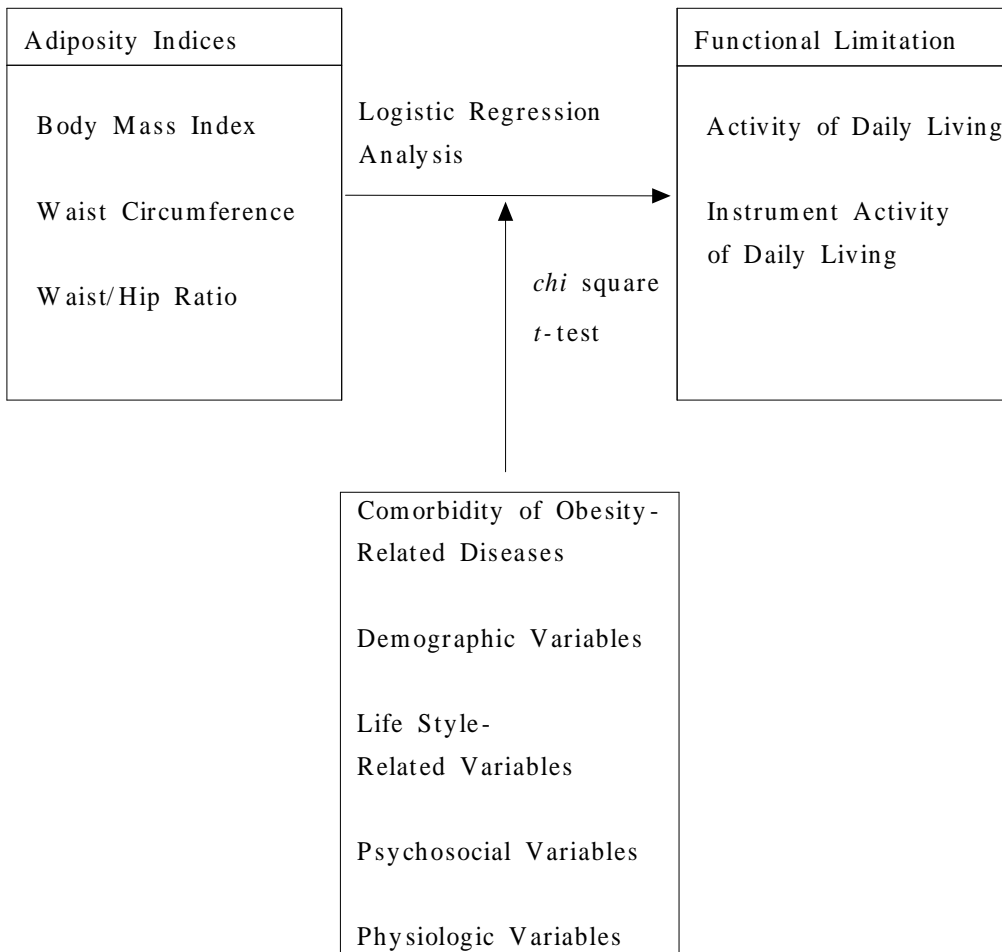 Adiposity Indices
Body Mass Index
Waist Circumference
Waist/Hip Ratio
Logistic Regression
Analysis
chi square
t-test
Functional Limitation
Activity of Daily Living
Instrument Activity
of Daily Living
Comorbidity of Obesity-
Related Diseases
Demographic Variables
Life Style-
Related Variables
Psychosocial Variables
Physiologic Variables